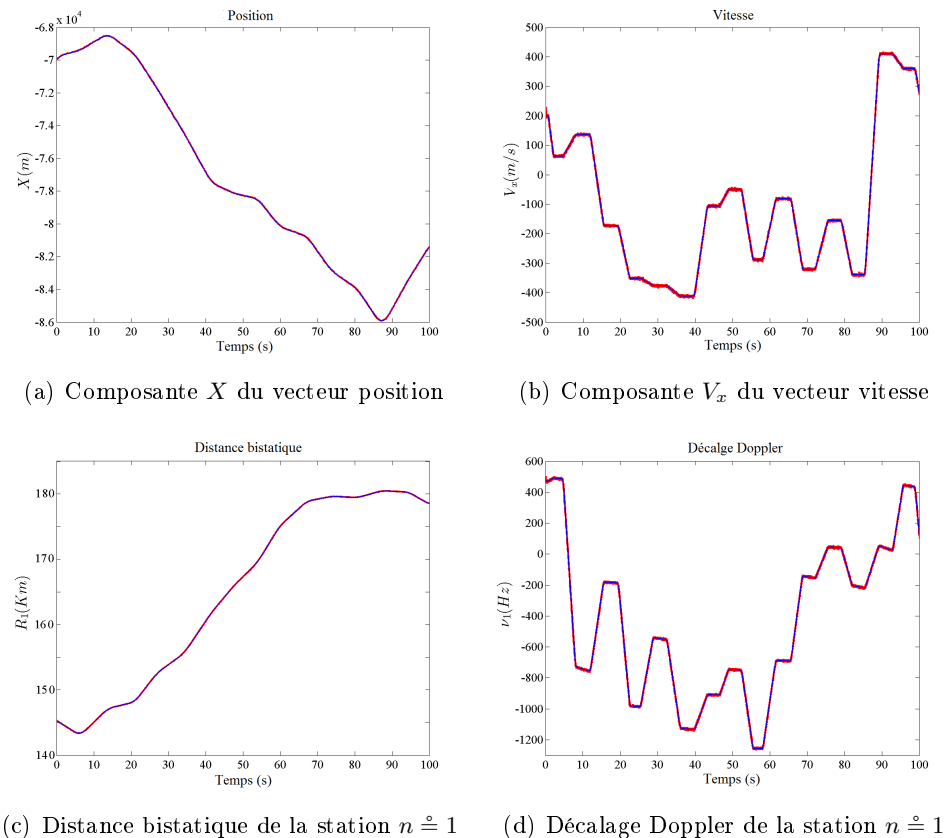 Position
Vitesse
x 10^4
-6.8
-7
-7.2
-7.4
-7.6
-7.8
-8
-8.2
-8.4
-8.6
X(m)
0 10 20 30 40 50 60 70 80 90 100
Temps (s)
500
400
300
200
100
0
-100
-200
-300
-400
-500
V_x(m/s)
0 10 20 30 40 50 60 70 80 90 100
Temps (s)
(a) Composante X du vecteur position
(b) Composante V_x du vecteur vitesse
Distance bistatique
Décalge Doppler
180
170
160
150
140
R_1(Km)
0 10 20 30 40 50 60 70 80 90 100
Temps (s)
600
400
200
0
-200
-400
-600
-800
-1000
-1200
ν_1(Hz)
0 10 20 30 40 50 60 70 80 90 100
Temps (s)
(c) Distance bistatique de la station n °= 1
(d) Décalage Doppler de la station n °= 1